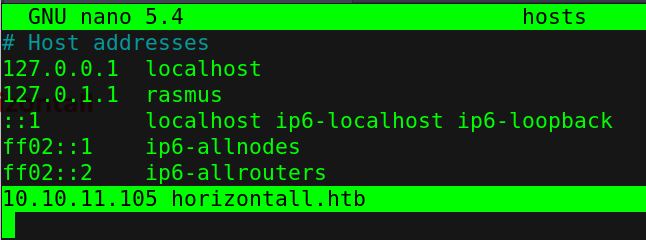 GNU nano 5.4 hosts
# Host addresses
127.0.0.1 localhost
127.0.1.1 rasmus
::1 localhost ip6-localhost ip6-loopback
ff02::1 ip6-allnodes
ff02::2 ip6-allrouters
10.10.11.105 horizontall.htb